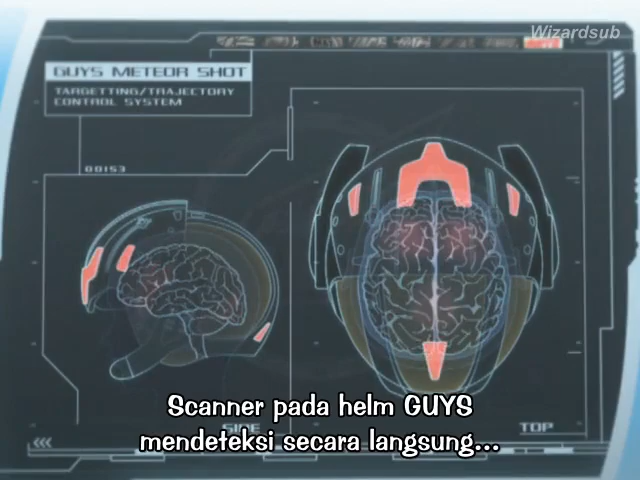 Wizardsub
GUYS METEOR SHOT
TARGETTING/TRAJECTORY
CONTROL SYSTEM
00153
SIDE
TOP
Scanner pada helm GUYS
mendeteksi secara langsung...